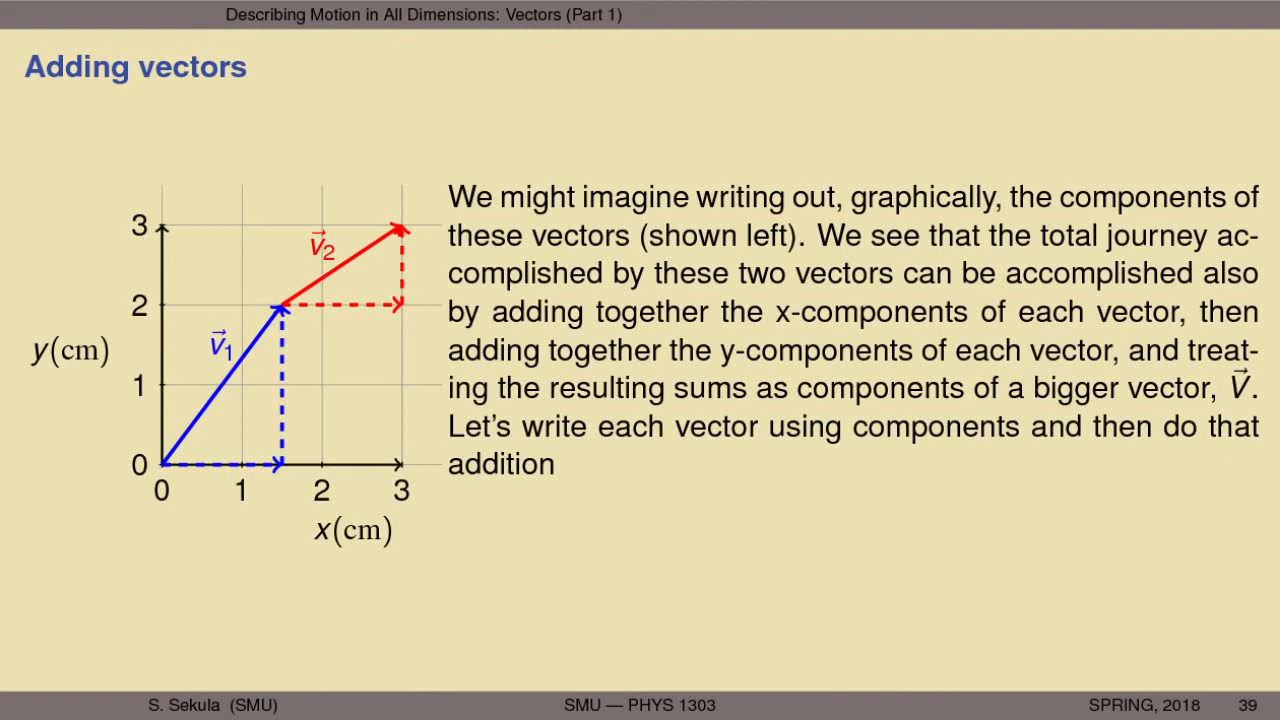 Describing Motion in All Dimensions: Vectors (Part 1)
Adding vectors
We might imagine writing out, graphically, the components of
these vectors (shown left). We see that the total journey ac-
complished by these two vectors can be accomplished also
by adding together the x-components of each vector, then
adding together the y-components of each vector, and treat-
ing the resulting sums as components of a bigger vector, V⃗.
Let's write each vector using components and then do that
addition
3
2
1
0
y(cm)
v⃗2
v⃗1
0 1 2 3
x(cm)
S. Sekula (SMU) SMU — PHYS 1303 SPRING, 2018 39